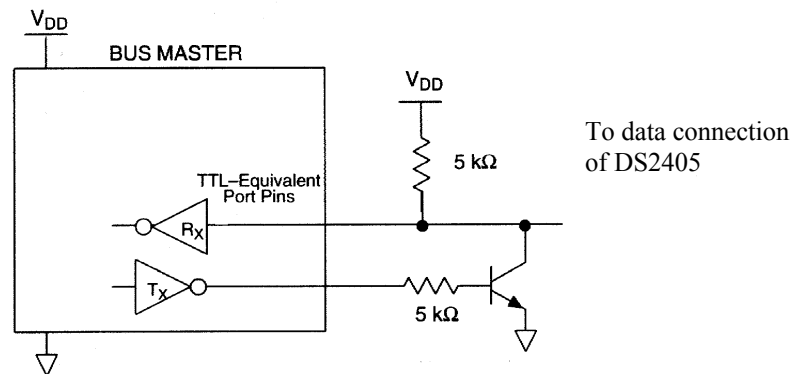 VDD
BUS MASTER
VDD
To data connection
of DS2405
5 kΩ
TTL–Equivalent
Port Pins
RX
TX
5 kΩ